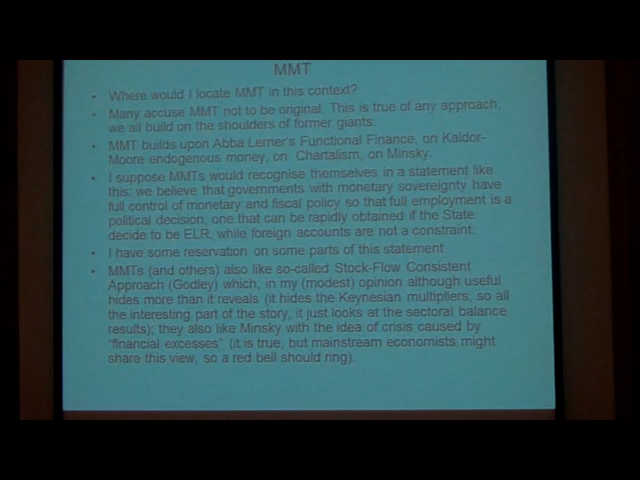 MMT
• Where would I locate MMT in this context?
• Many accuse MMT not to be original. This is true of any approach,
we all build on the shoulders of former giants.
• MMT builds upon Abba Lerner's Functional Finance, on Kaldor-
Moore endogenous money, on Chartalism, on Minsky.
• I suppose MMTs would recognise themselves in a statement like
this: we believe that governments with monetary sovereignty have
full control of monetary and fiscal policy so that full employment is a
political decision, one that can be rapidly obtained if the State
decide to be ELR, while foreign accounts are not a constraint.
• I have some reservation on some parts of this statement
• MMTs (and others) also like so-called Stock-Flow Consistent
Approach (Godley) which, in my (modest) opinion although useful
hides more than it reveals (it hides the Keynesian multipliers, so all
the interesting part of the story, it just looks at the sectoral balance
results); they also like Minsky with the idea of crisis caused by
"financial excesses" (it is true, but mainstream economists might
share this view, so a red bell should ring).